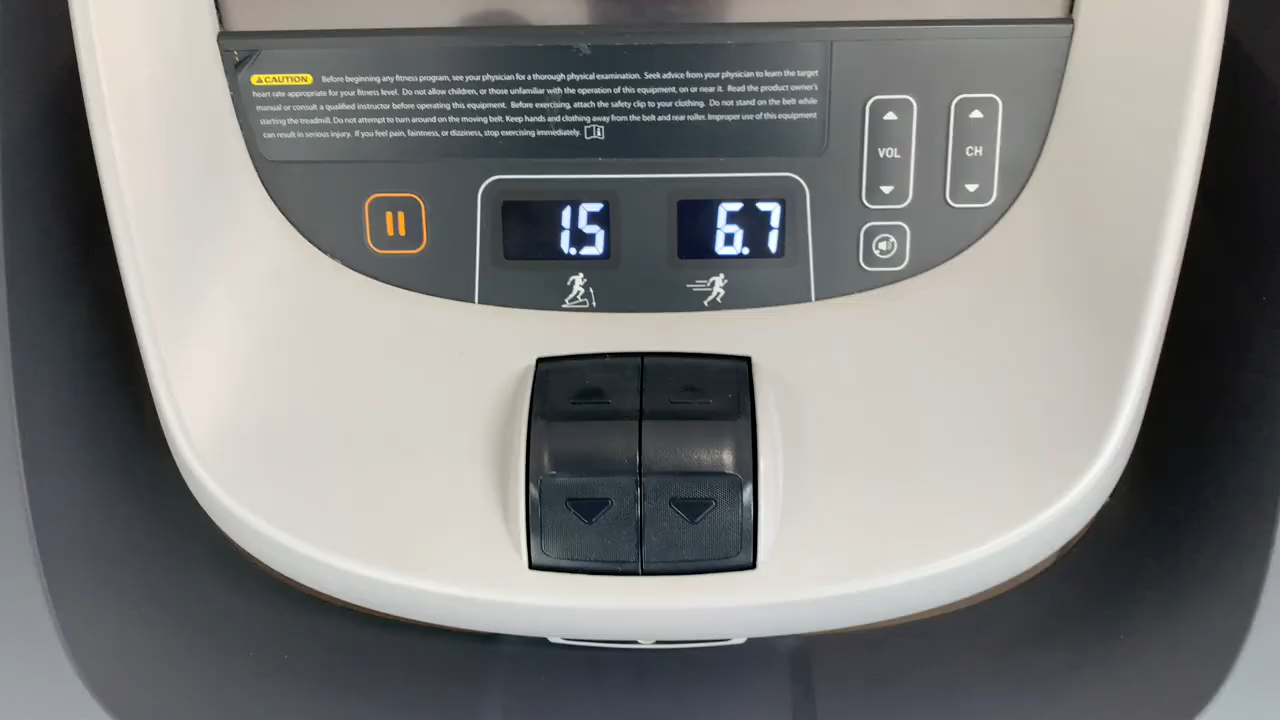 CAUTION Before beginning any fitness program, see your physician for a thorough physical examination. Seek advice from your physician to learn the target
heart rate appropriate for your fitness level. Do not allow children, or those unfamiliar with the operation of this equipment, on or near it. Read the product owner's
manual or consult a qualified instructor before operating this equipment. Before exercising, attach the safety clip to your clothing. Do not stand on the belt while
starting the treadmill. Do not attempt to turn around on the moving belt. Keep hands and clothing away from the belt and rear roller. Improper use of this equipment
can result in serious injury. If you feel pain, faintness, or dizziness, stop exercising immediately.
VOL
CH
1.5
6.7